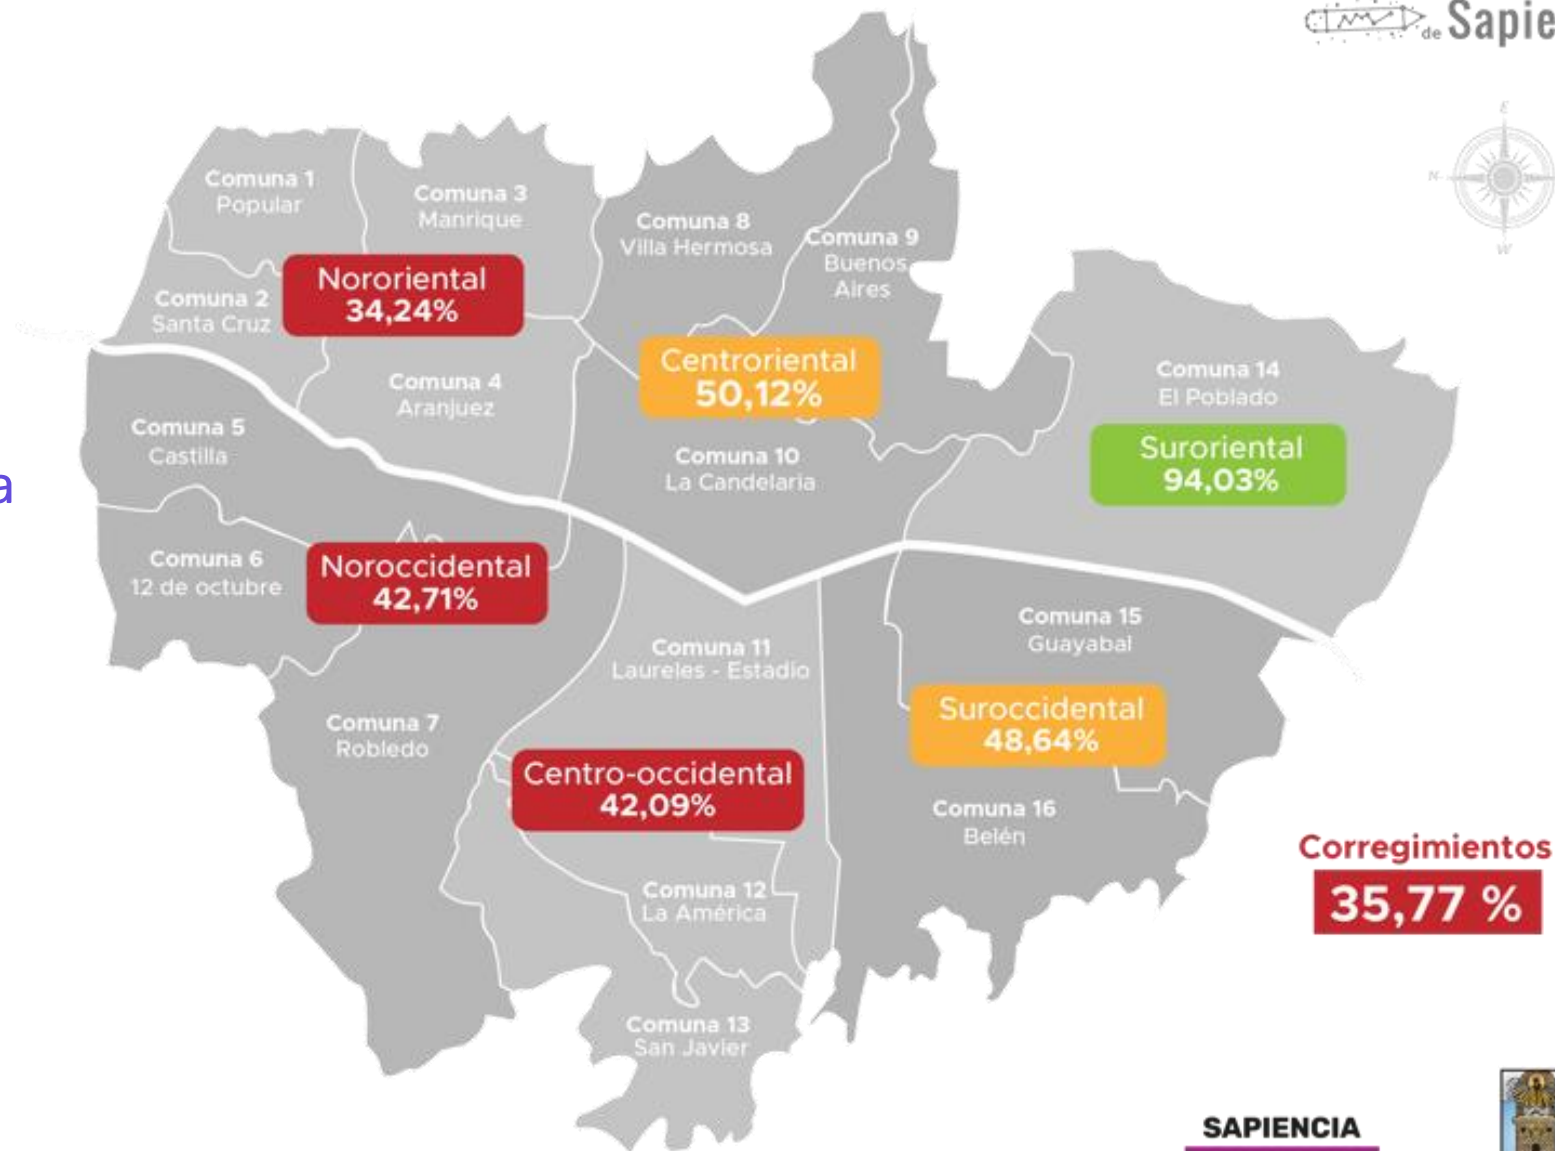 de Sapie
E
N
W
Comuna 1
Popular
Comuna 3
Manrique
Comuna 8
Villa Hermosa
Comuna 9
Buenos
Aires
Nororiental
34,24%
Comuna 2
Santa Cruz
Comuna 4
Aranjuez
Centroriental
50,12%
Comuna 14
El Poblado
Suroriental
94,03%
Comuna 5
Castilla
Comuna 10
La Candelaria
a
Comuna 6
12 de octubre
Noroccidental
42,71%
Comuna 11
Laureles - Estadio
Comuna 15
Guayabal
Suroccidental
48,64%
Comuna 7
Robledo
Centro-occidental
42,09%
Comuna 16
Belén
Corregimientos
35,77 %
Comuna 12
La América
Comuna 13
San Javier
SAPIENCIA